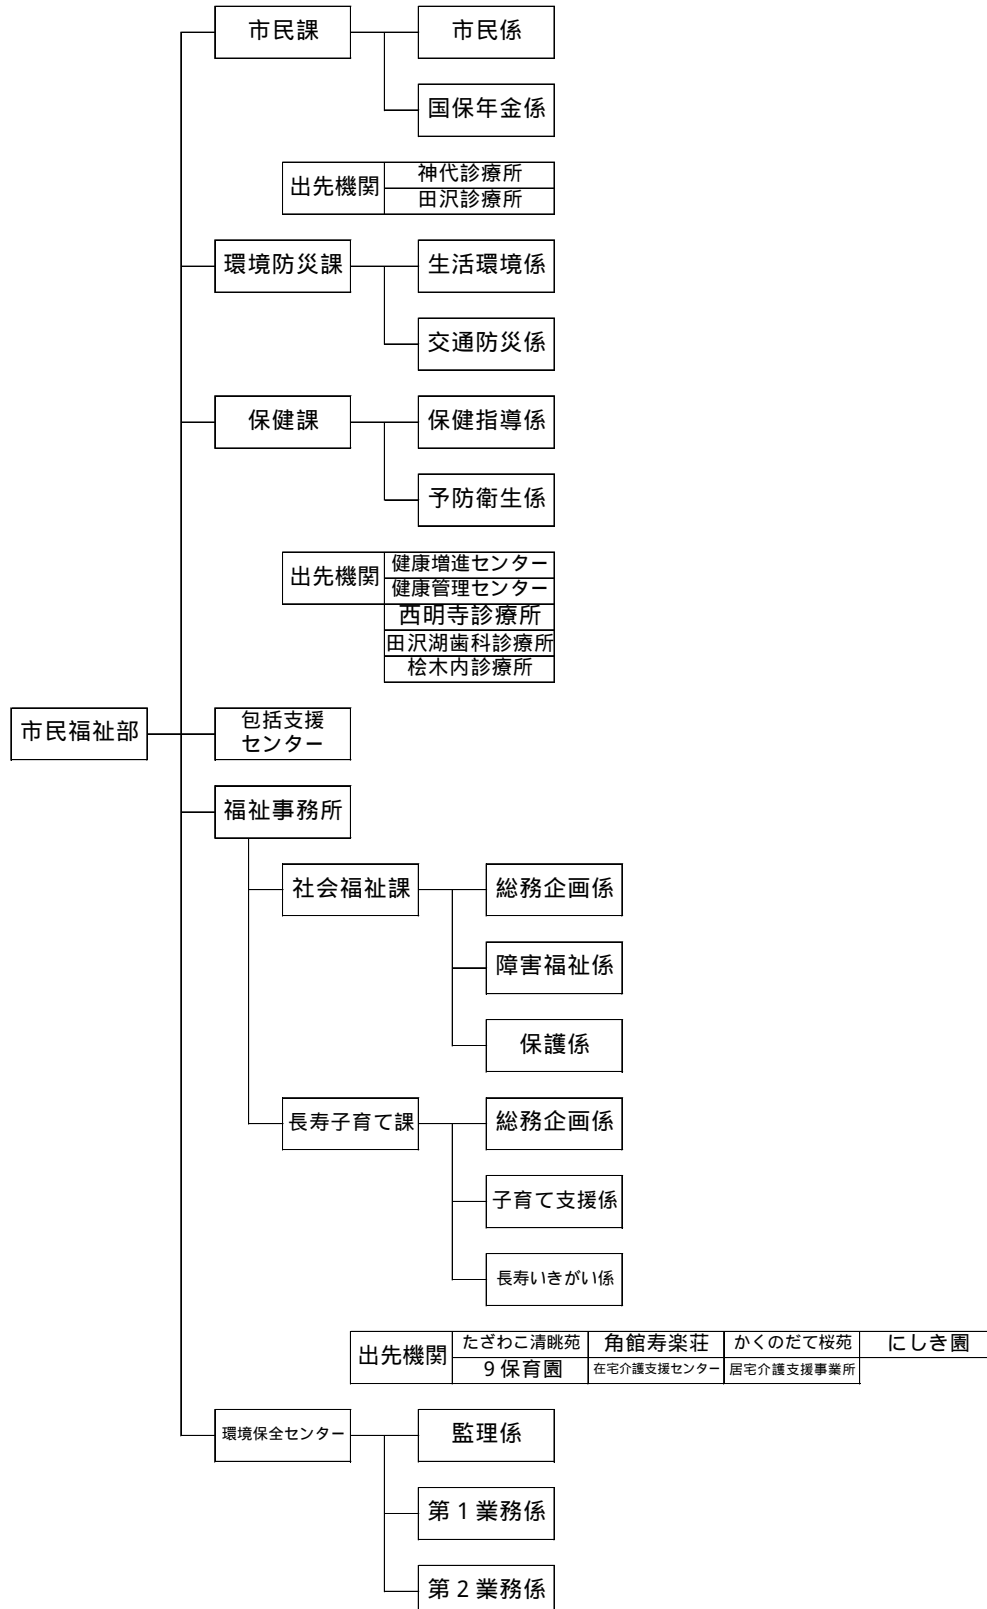 市民課
市民係
国保年金係
出先機関
神代診療所
田沢診療所
環境防災課
生活環境係
交通防災係
保健課
保健指導係
予防衛生係
出先機関
健康増進センター
健康管理センター
西明寺診療所
田沢湖歯科診療所
桧木内診療所
市民福祉部
包括支援
センター
福祉事務所
社会福祉課
総務企画係
障害福祉係
保護係
長寿子育て課
総務企画係
子育て支援係
長寿いきがい係
出先機関
たざわこ清眺苑
角館寿楽荘
かくのだて桜苑
にしき園
9保育園
在宅介護支援センター
居宅介護支援事業所
環境保全センター
監理係
第1業務係
第2業務係